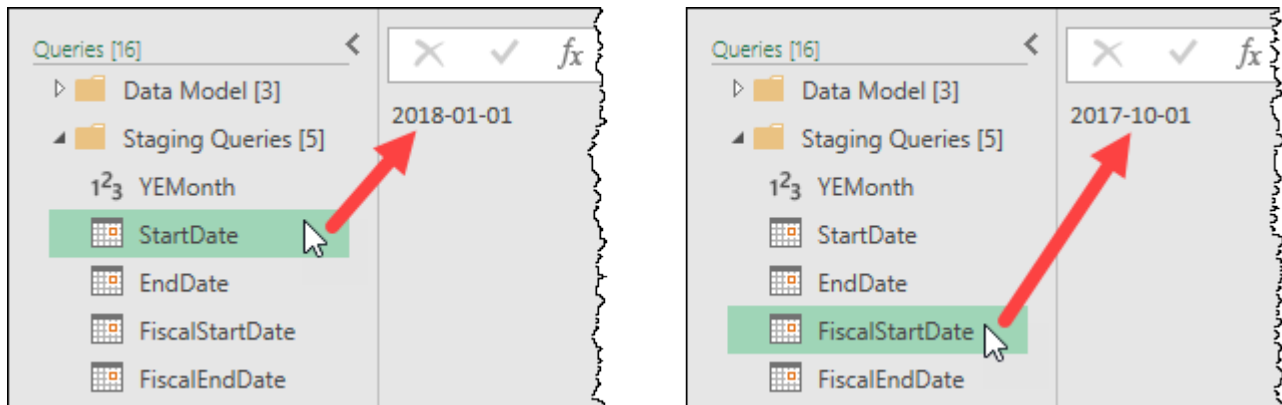 Queries [16]
fx
Data Model [3]
2018-01-01
Staging Queries [5]
123 YEMonth
StartDate
EndDate
FiscalStartDate
FiscalEndDate
Queries [16]
fx
Data Model [3]
2017-10-01
Staging Queries [5]
123 YEMonth
StartDate
EndDate
FiscalStartDate
FiscalEndDate